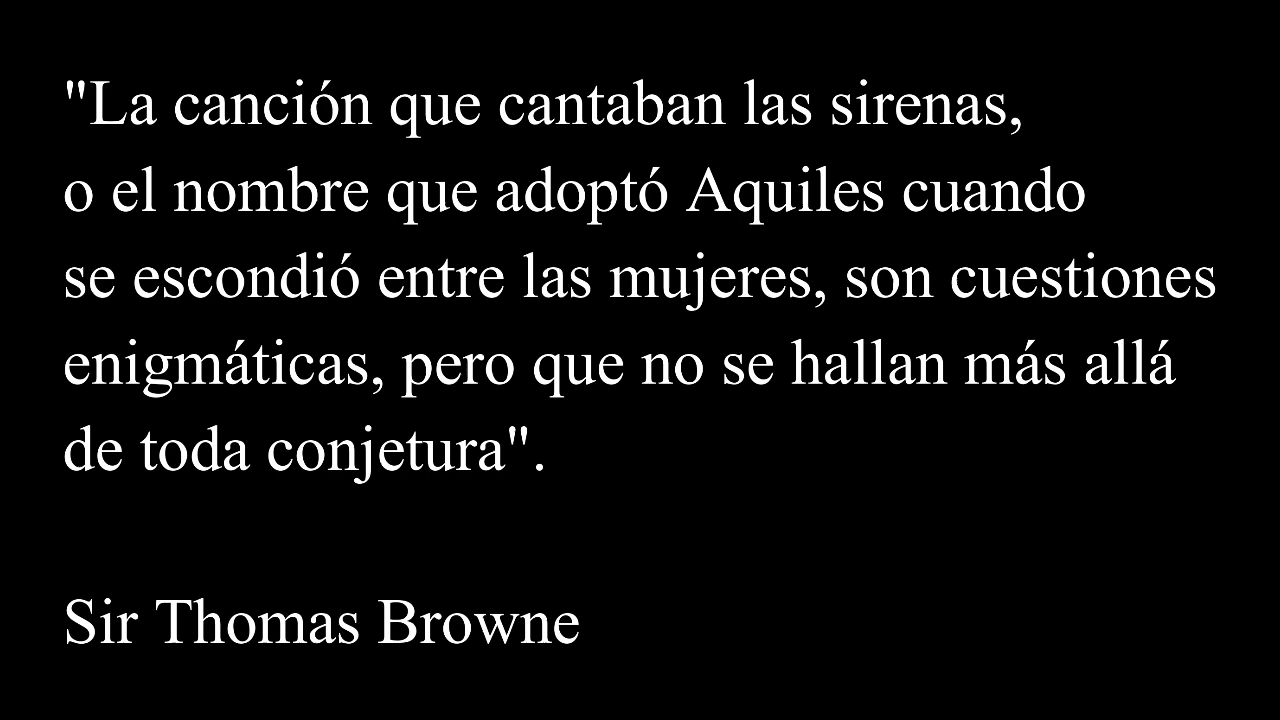 "La canción que cantaban las sirenas,
o el nombre que adoptó Aquiles cuando
se escondió entre las mujeres, son cuestiones
enigmáticas, pero que no se hallan más allá
de toda conjetura".
Sir Thomas Browne